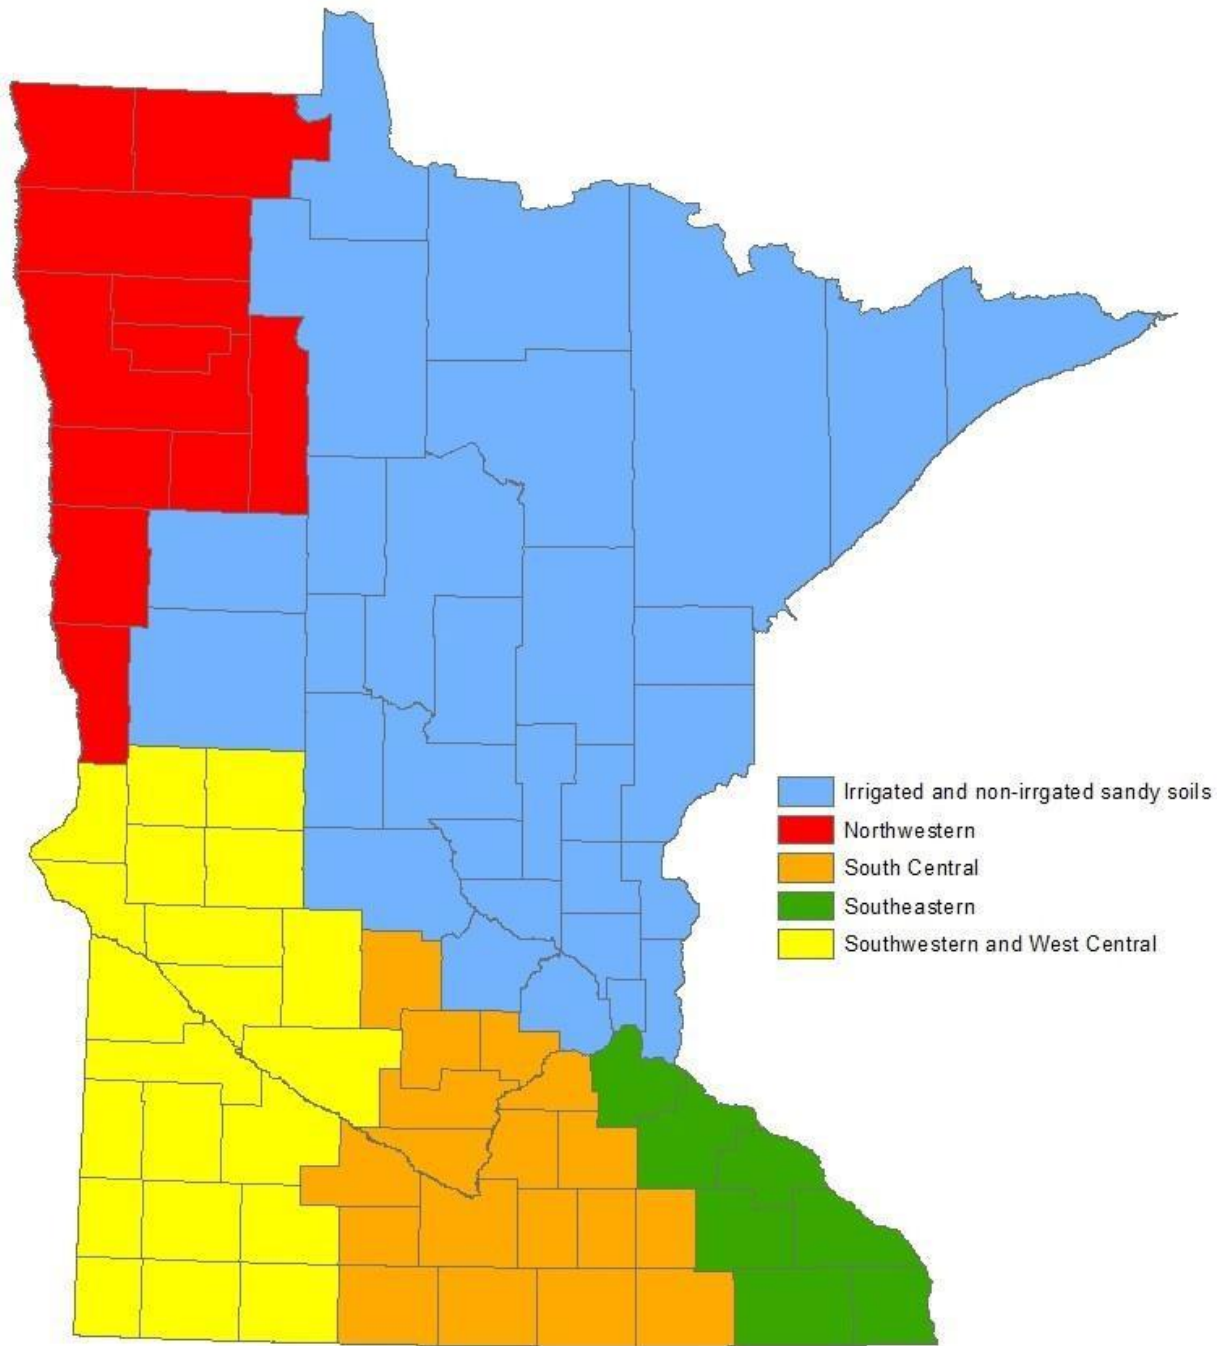 Irrigated and non-irrgated sandy soils
Northwestern
South Central
Southeastern
Southwestern and West Central